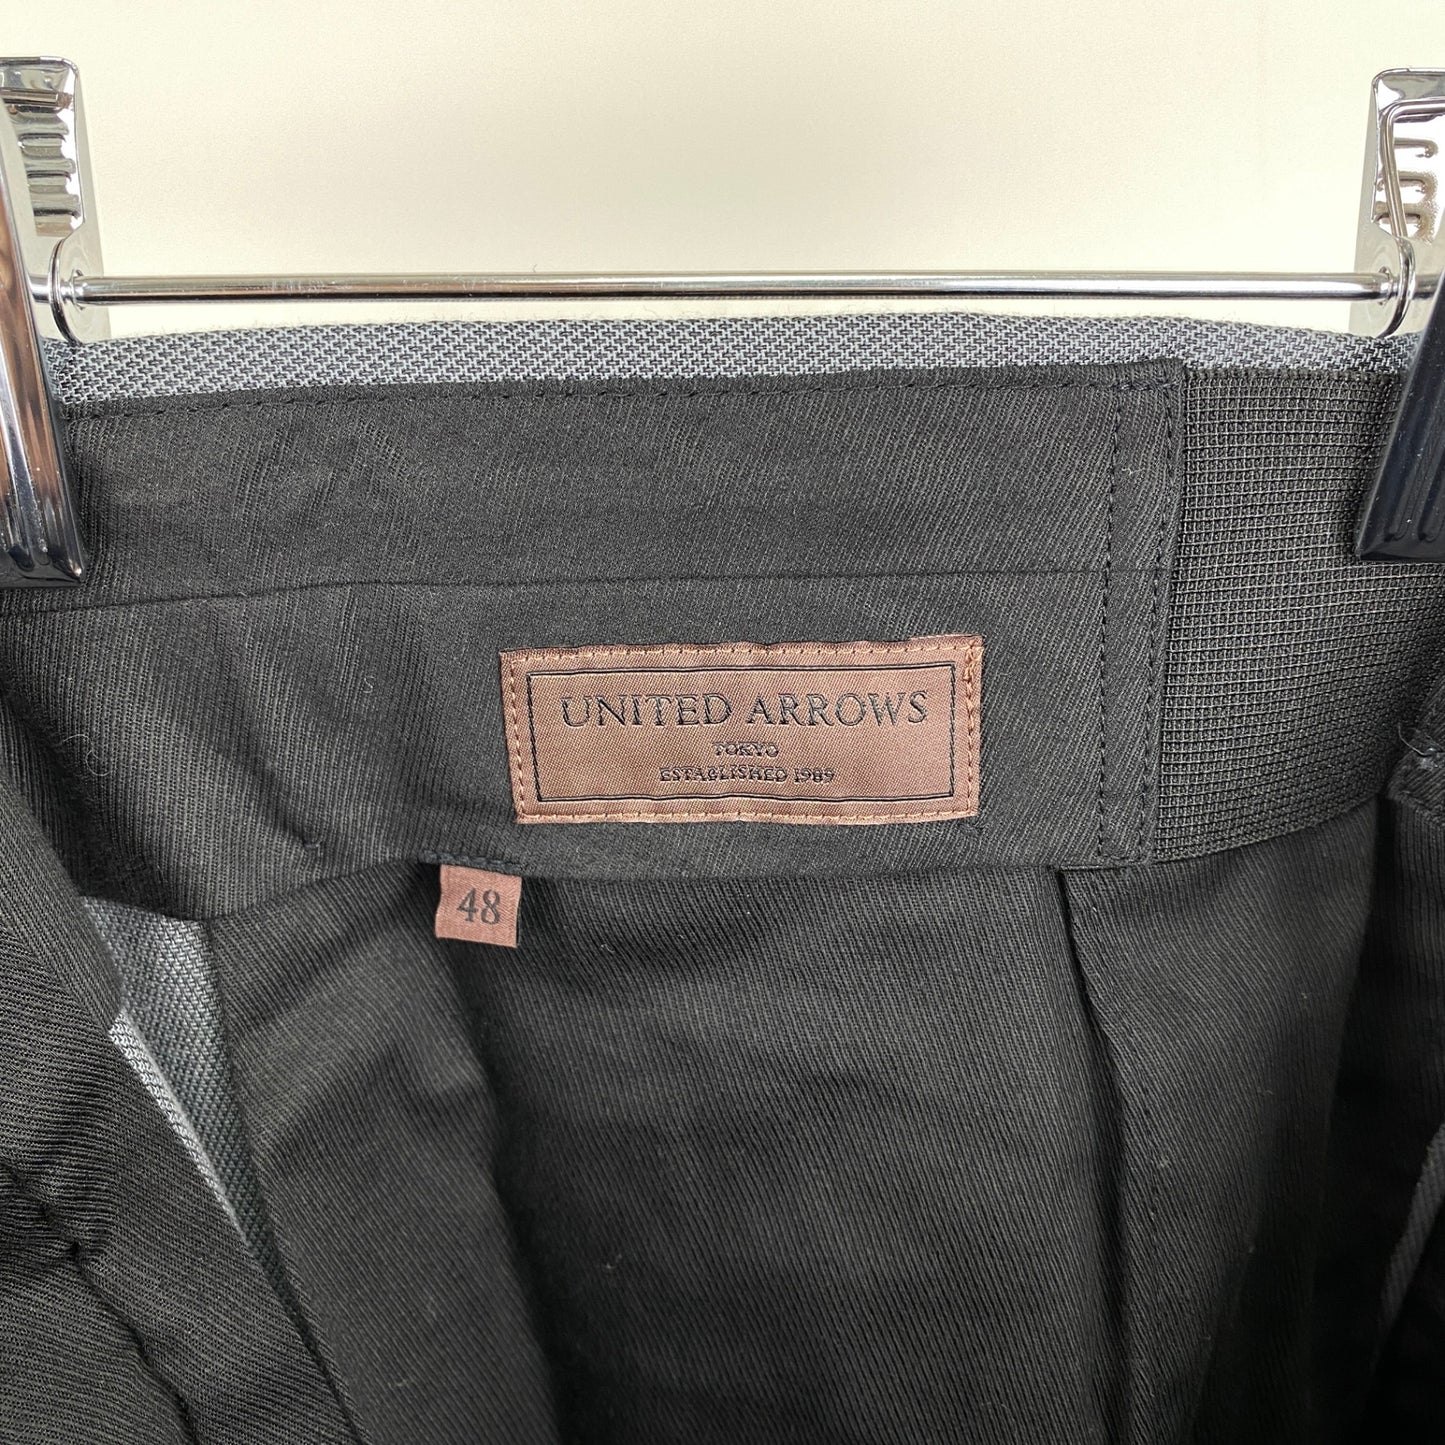 UNITED ARROWS
TOKYO
ESTABLISHED 1989
48